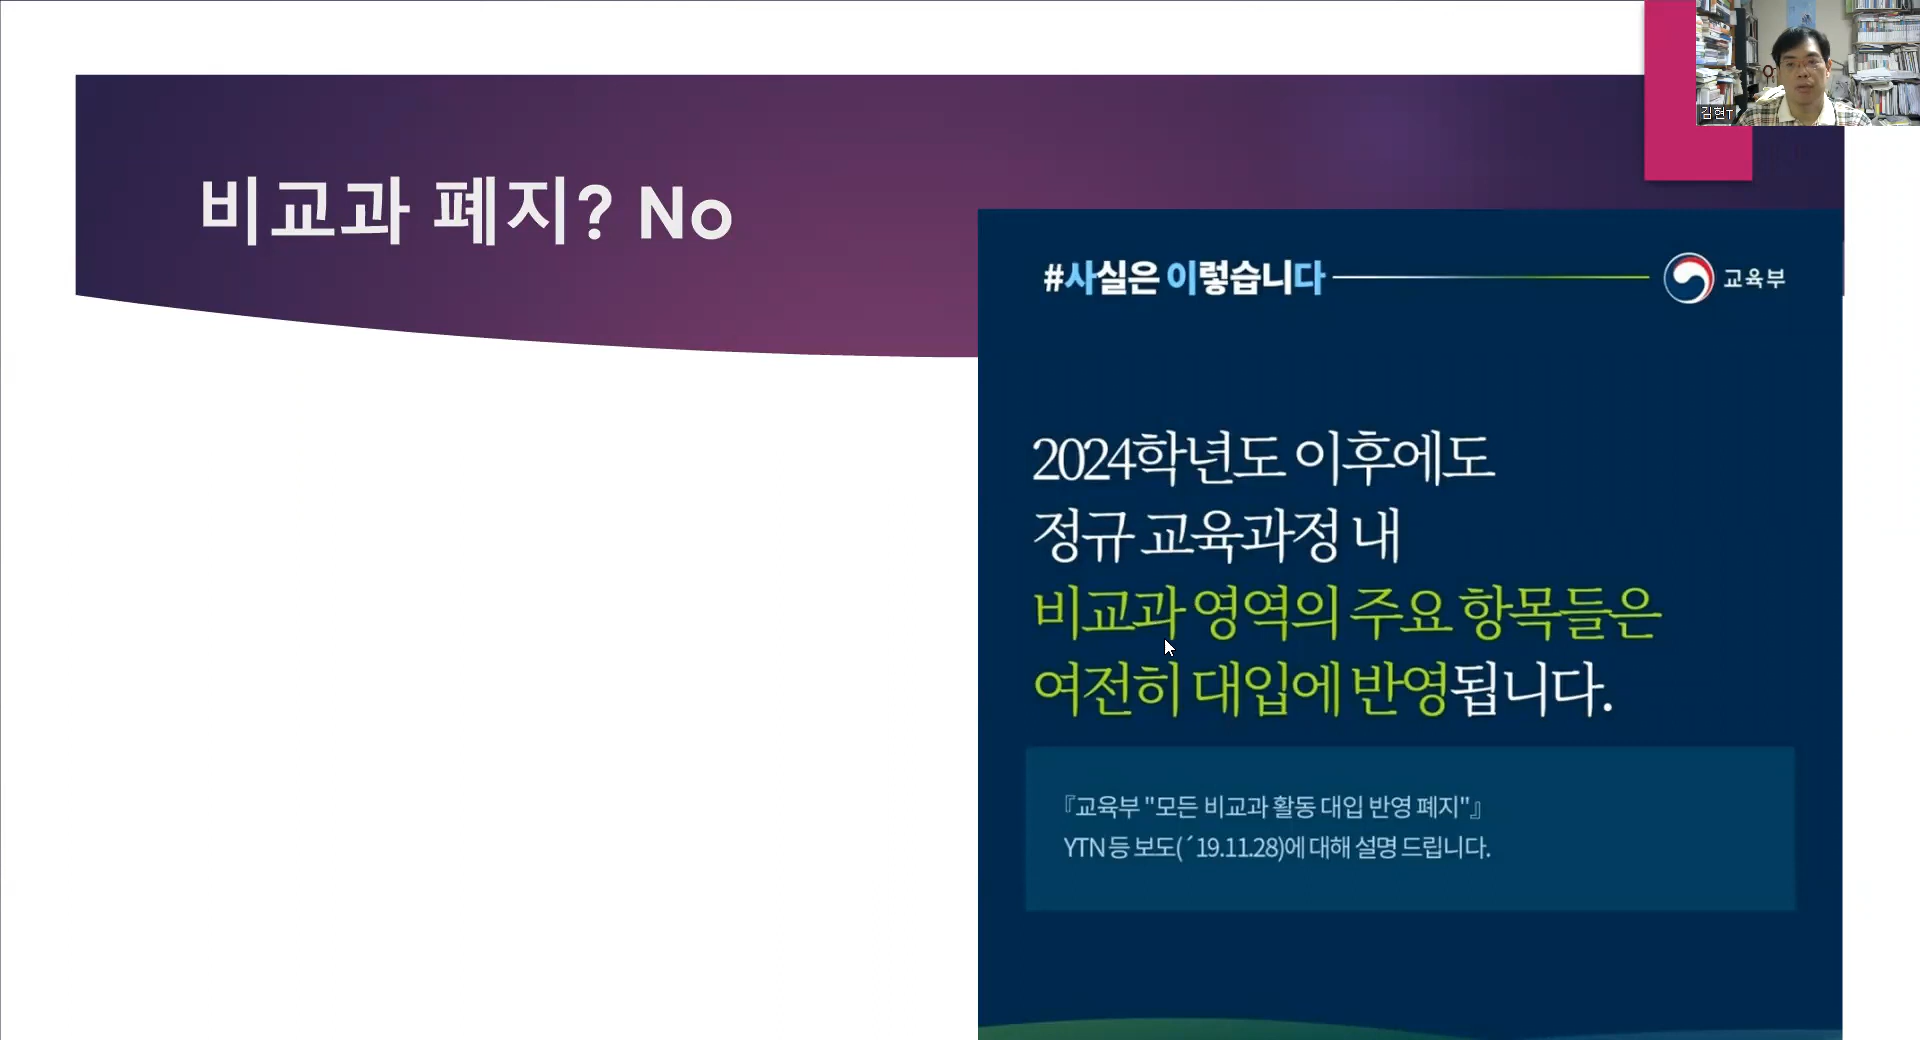 김현T
비교과 폐지? No
#사실은 이렇습니다
교육부
2024학년도 이후에도
정규 교육과정 내
비교과 영역의 주요 항목들은
여전히 대입에 반영됩니다.
『교육부 "모든 비교과 활동 대입 반영 폐지"』
YTN 등 보도(´19.11.28)에 대해 설명 드립니다.